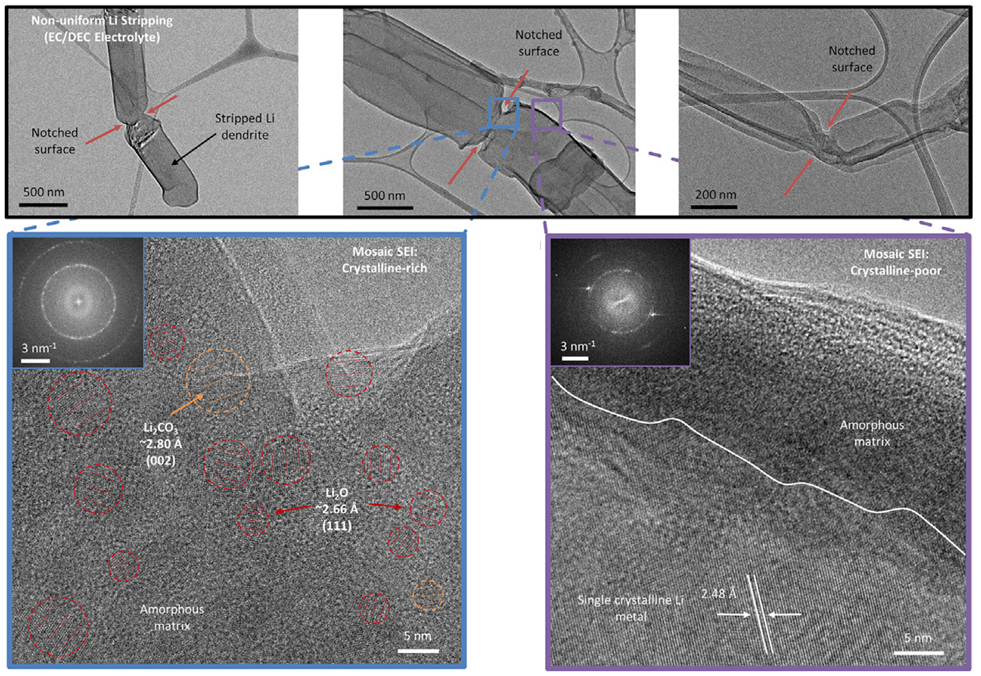 Non-uniform Li Stripping
(EC/DEC Electrolyte)
Notched
surface
Stripped Li
dendrite
500 nm
Notched
surface
500 nm
Notched
surface
200 nm
Mosaic SEI:
Crystalline-rich
3 nm⁻¹
Li₂CO₃
~2.80 Å
(002)
Li₂O
~2.66 Å
(111)
Amorphous
matrix
5 nm
Mosaic SEI:
Crystalline-poor
3 nm⁻¹
Amorphous
matrix
Single crystalline Li
metal
2.48 Å
5 nm